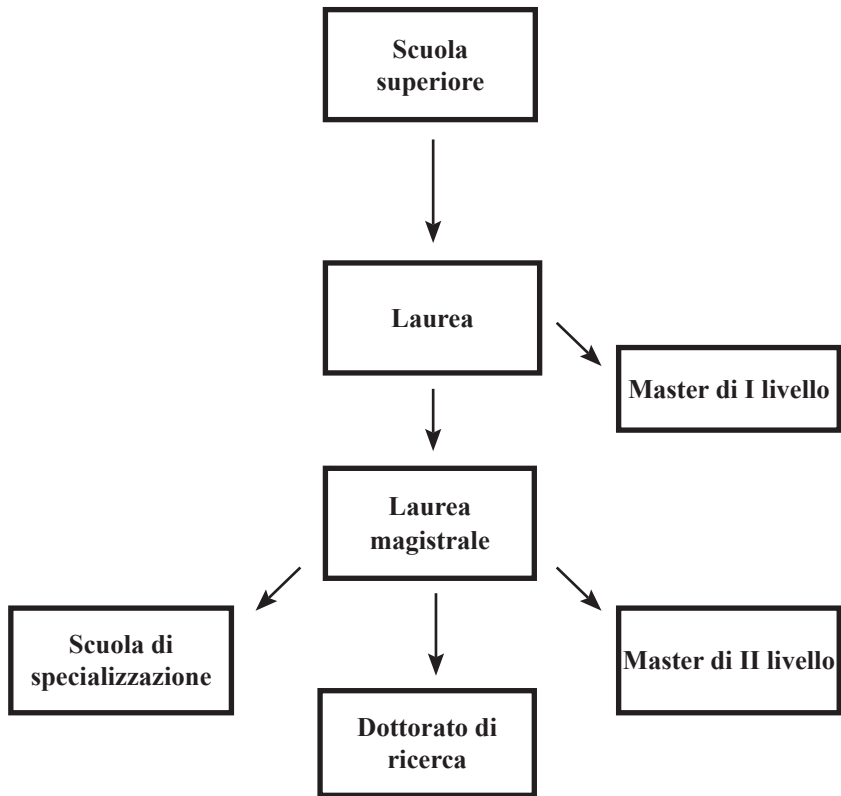 Scuola
superiore
Laurea
Master di I livello
Laurea
magistrale
Scuola di
specializzazione
Master di II livello
Dottorato di
ricerca